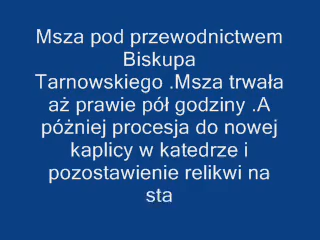 Msza pod przewodnictwem
Biskupa
Tarnowskiego .Msza trwała
aż prawie pół godziny .A
póżniej procesja do nowej
kaplicy w katedrze i
pozostawienie relikwi na
sta